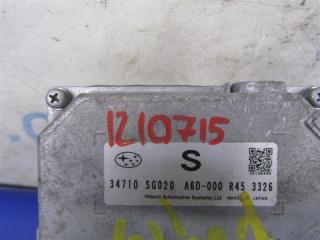 1210715
S
34710 SG020 A6D-000 R45 3326
Hitachi Automotive Systems, Ltd. MADE IN JAPAN